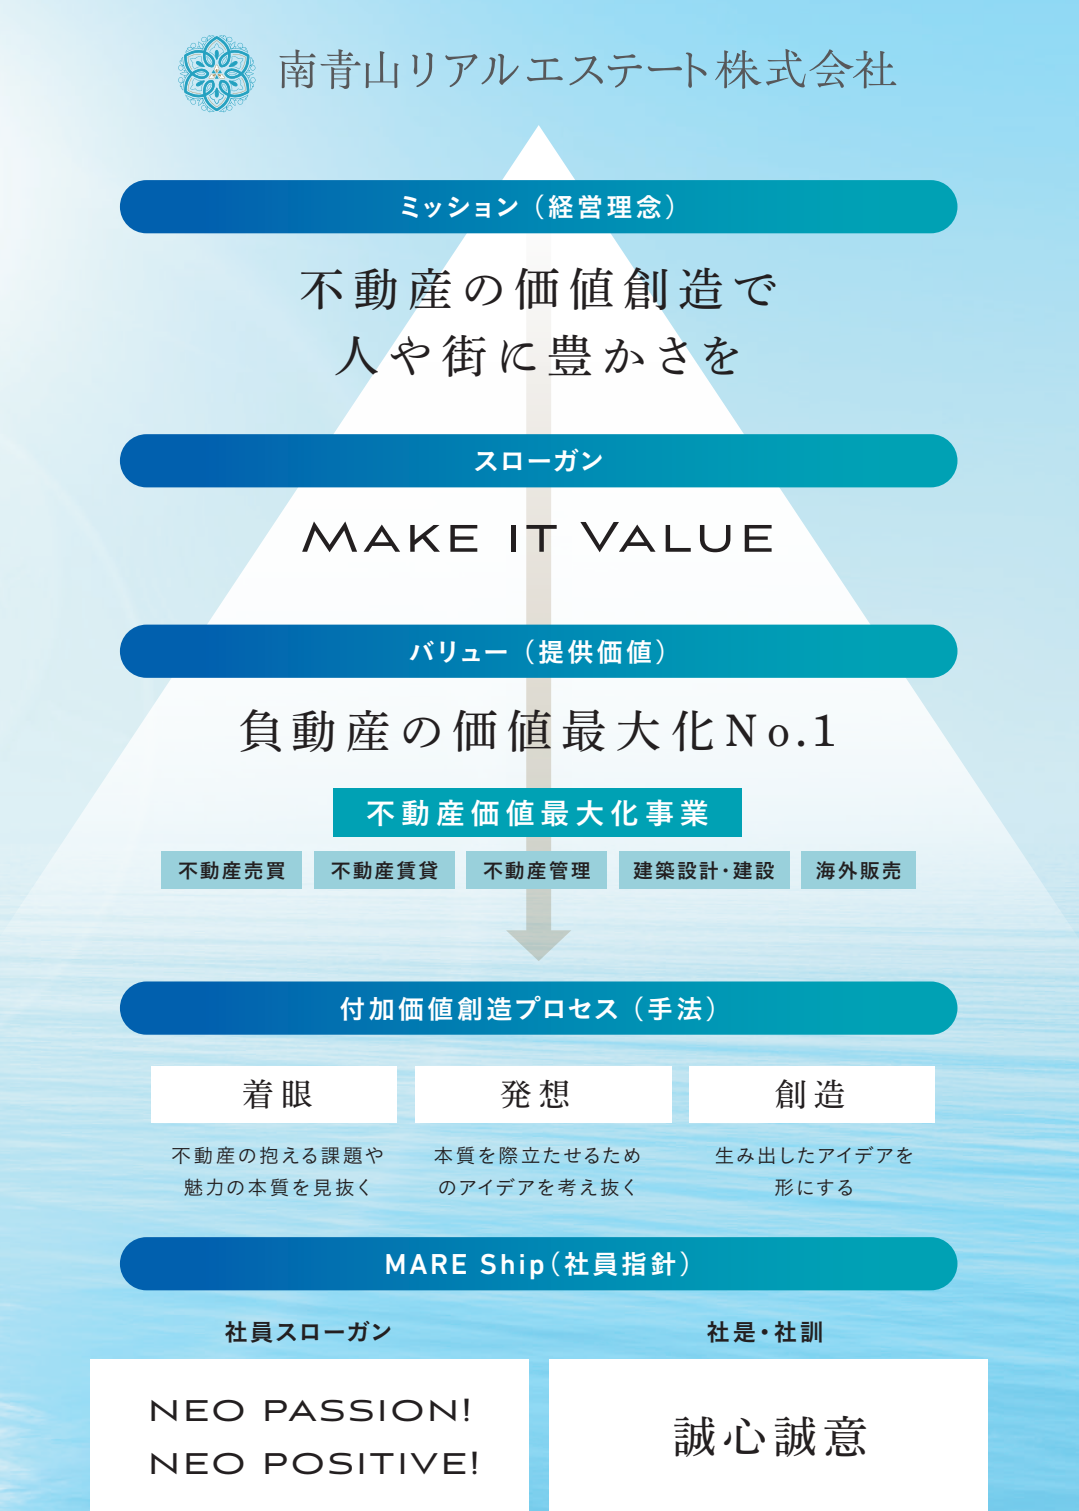 南青山リアルエステート株式会社
ミッション（経営理念）
不動産の価値創造で
人や街に豊かさを
スローガン
MAKE IT VALUE
バリュー（提供価値）
負動産の価値最大化No.1
不動産価値最大化事業
不動産売買
不動産賃貸
不動産管理
建築設計・建設
海外販売
付加価値創造プロセス（手法）
着眼
不動産の抱える課題や
魅力の本質を見抜く
発想
本質を際立たせるため
のアイデアを考え抜く
創造
生み出したアイデアを
形にする
MARE Ship（社員指針）
社員スローガン
NEO PASSION!
NEO POSITIVE!
社是・社訓
誠心誠意